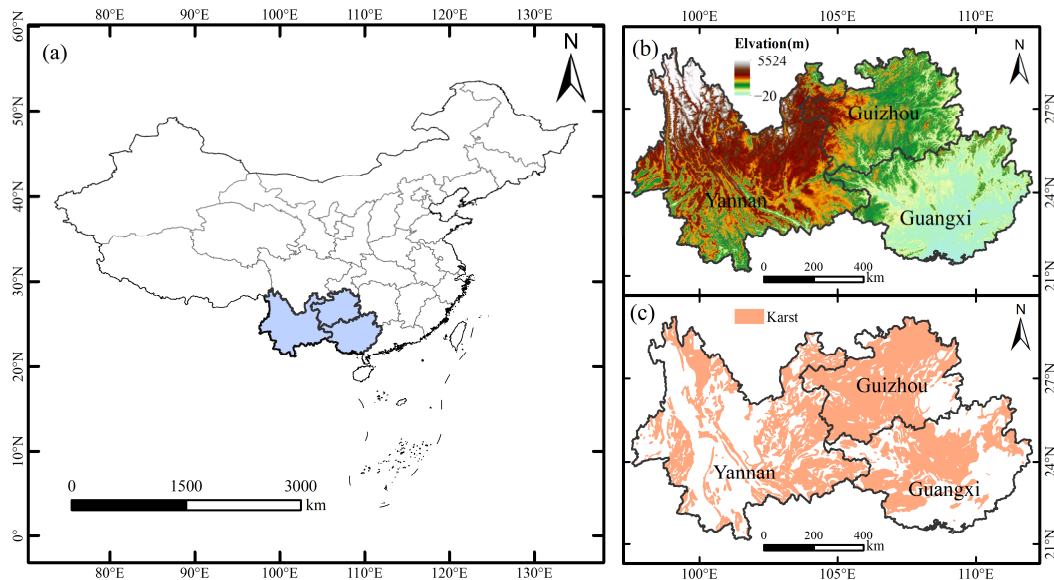 80°E 90°E 100°E 110°E 120°E 130°E
60°N
50°N
40°N
30°N
20°N
10°N
0°
(a)
N
0 1500 3000
km
80°E 90°E 100°E 110°E 120°E 130°E
100°E 105°E 110°E
(b)
Elvation(m)
5524
−20
N
Guizhou
Yannan
Guangxi
27°N
24°N
21°N
0 200 400
km
(c)
Karst
N
Guizhou
Yannan
Guangxi
27°N
24°N
21°N
0 200 400
km
100°E 105°E 110°E